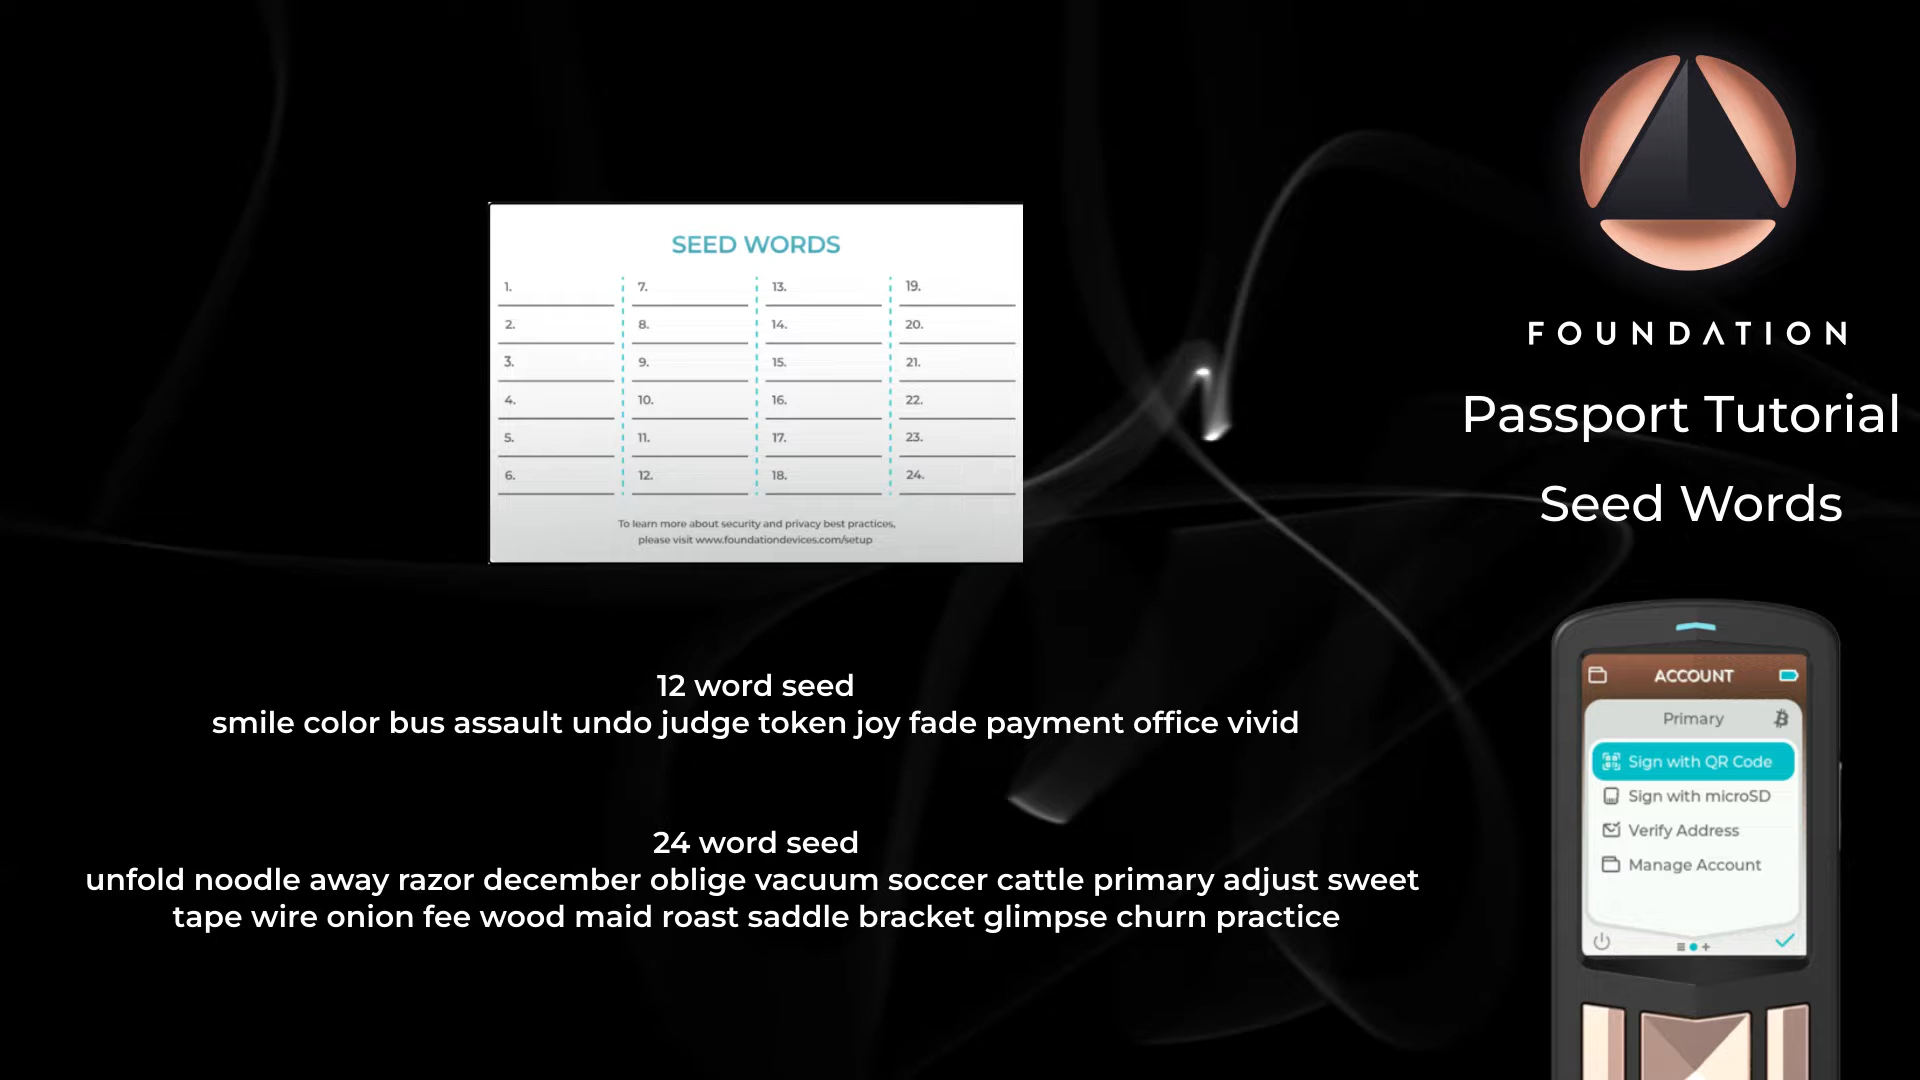 SEED WORDS
1.
2.
3.
4.
5.
6.
7.
8.
9.
10.
11.
12.
13.
14.
15.
16.
17.
18.
19.
20.
21.
22.
23.
24.
To learn more about security and privacy best practices,
please visit www.foundationdevices.com/setup
12 word seed
smile color bus assault undo judge token joy fade payment office vivid
24 word seed
unfold noodle away razor december oblige vacuum soccer cattle primary adjust sweet
tape wire onion fee wood maid roast saddle bracket glimpse churn practice
FOUNDATION
Passport Tutorial
Seed Words
ACCOUNT
Primary
Sign with QR Code
Sign with microSD
Verify Address
Manage Account